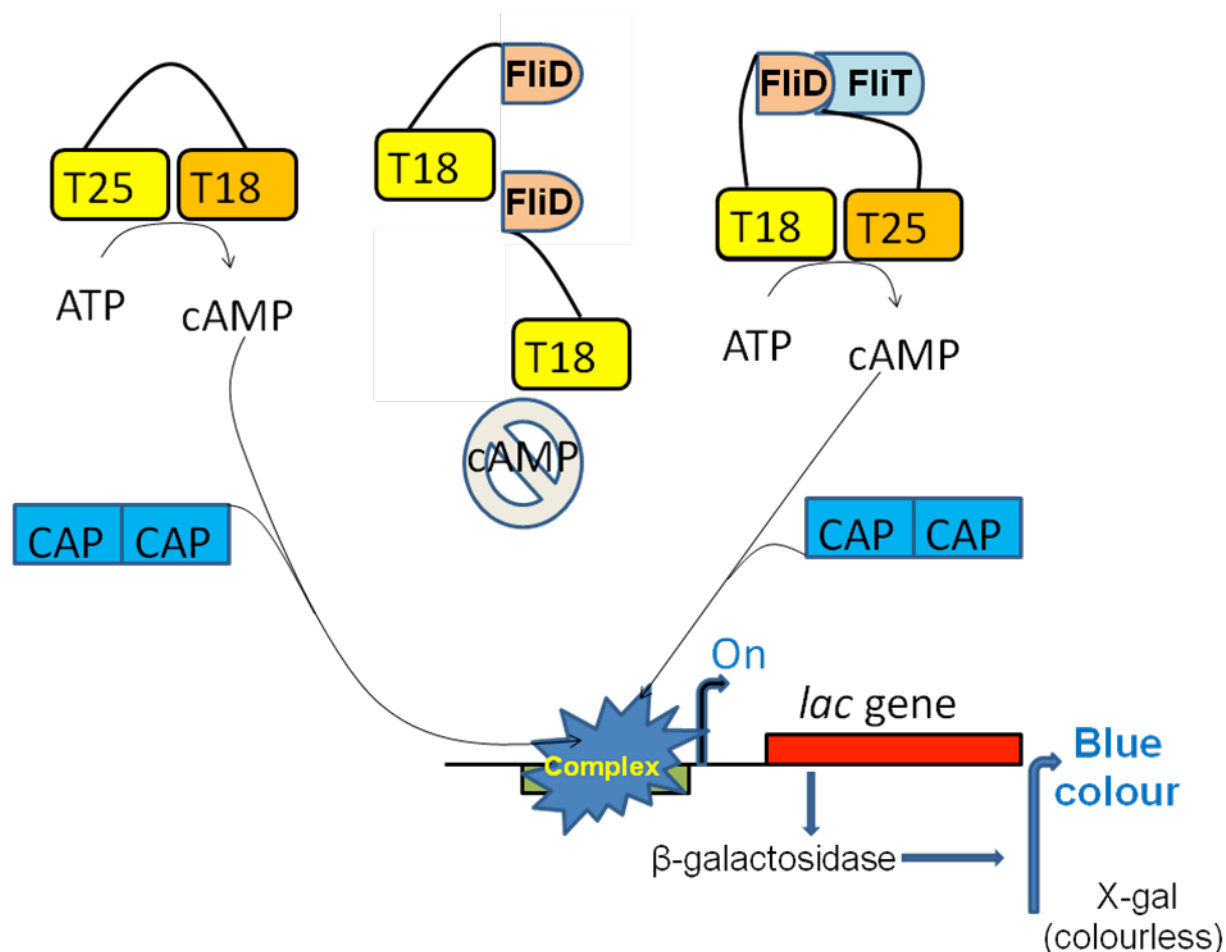 T25
T18
ATP
cAMP
FliD
T18
FliD
T18
cAMP
FliD
FliT
T18
T25
ATP
cAMP
CAP
CAP
CAP
CAP
On
lac gene
Complex
Blue
colour
β-galactosidase
X-gal
(colourless)